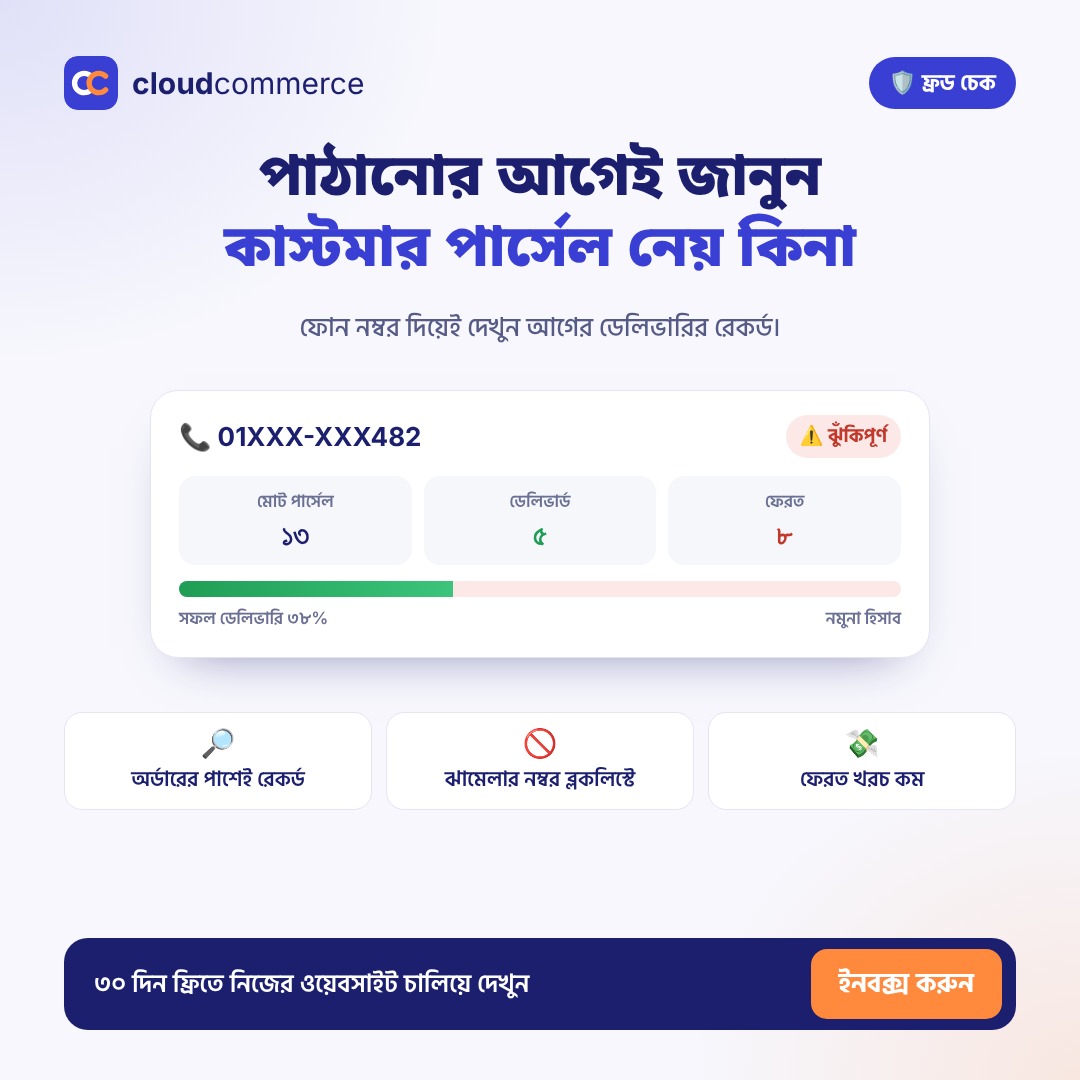 cloudcommerce
ফ্রড চেক
পাঠানোর আগেই জানুন
কাস্টমার পার্সেল নেয় কিনা
ফোন নম্বর দিয়েই দেখুন আগের ডেলিভারির রেকর্ড।
01XXX-XXX482
ঝুঁকিপূর্ণ
মোট পার্সেল
১৩
ডেলিভার্ড
৫
ফেরত
৮
সফল ডেলিভারি ৩৮%
নমুনা হিসাব
অর্ডারের পাশেই রেকর্ড
ঝামেলার নম্বর ব্লকলিস্টে
ফেরত খরচ কম
৩০ দিন ফ্রিতে নিজের ওয়েবসাইট চালিয়ে দেখুন
ইনবক্স করুন